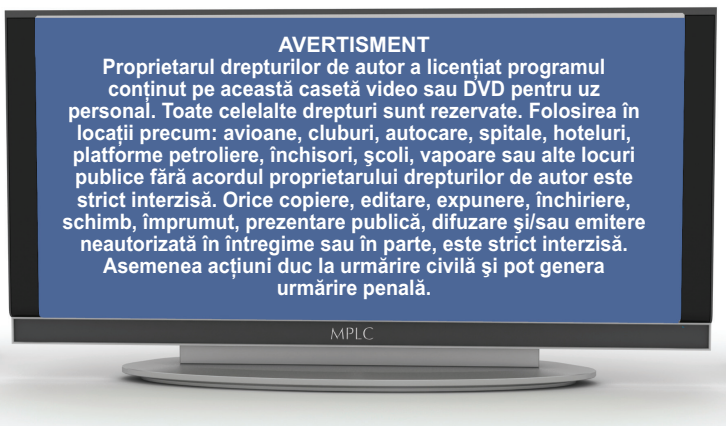 AVERTISMENT
Proprietarul drepturilor de autor a licențiat programul
conținut pe această casetă video sau DVD pentru uz
personal. Toate celelalte drepturi sunt rezervate. Folosirea în
locații precum: avioane, cluburi, autocare, spitale, hoteluri,
platforme petroliere, închisori, şcoli, vapoare sau alte locuri
publice fără acordul proprietarului drepturilor de autor este
strict interzisă. Orice copiere, editare, expunere, închiriere,
schimb, împrumut, prezentare publică, difuzare şi/sau emitere
neautorizată în întregime sau în parte, este strict interzisă.
Asemenea acțiuni duc la urmărire civilă şi pot genera
urmărire penală.
MPLC